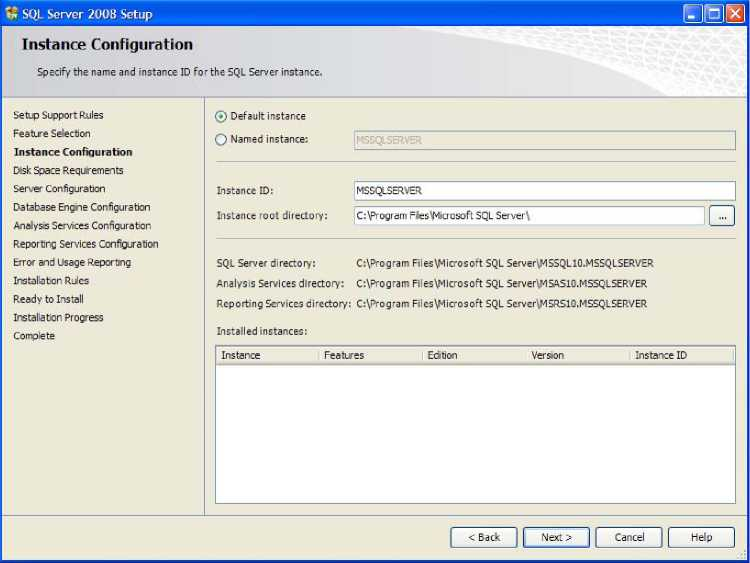 SQL Server 2008 Setup
Instance Configuration
Specify the name and instance ID for the SQL Server instance.
Setup Support Rules
Feature Selection
Instance Configuration
Disk Space Requirements
Server Configuration
Database Engine Configuration
Analysis Services Configuration
Reporting Services Configuration
Error and Usage Reporting
Installation Rules
Ready to Install
Installation Progress
Complete
Default instance
Named instance: MSSQLSERVER
Instance ID: MSSQLSERVER
Instance root directory: C:\Program Files\Microsoft SQL Server\ ...
SQL Server directory: C:\Program Files\Microsoft SQL Server\MSSQL10.MSSQLSERVER
Analysis Services directory: C:\Program Files\Microsoft SQL Server\MSAS10.MSSQLSERVER
Reporting Services directory: C:\Program Files\Microsoft SQL Server\MSRS10.MSSQLSERVER
Installed instances:
Instance Features Edition Version Instance ID
< Back Next > Cancel Help